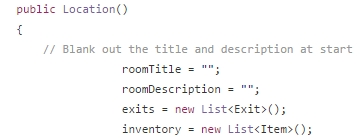 public Location()
{
// Blank out the title and description at start
roomTitle = "";
roomDescription = "";
exits = new List<Exit>();
inventory = new List<Item>();